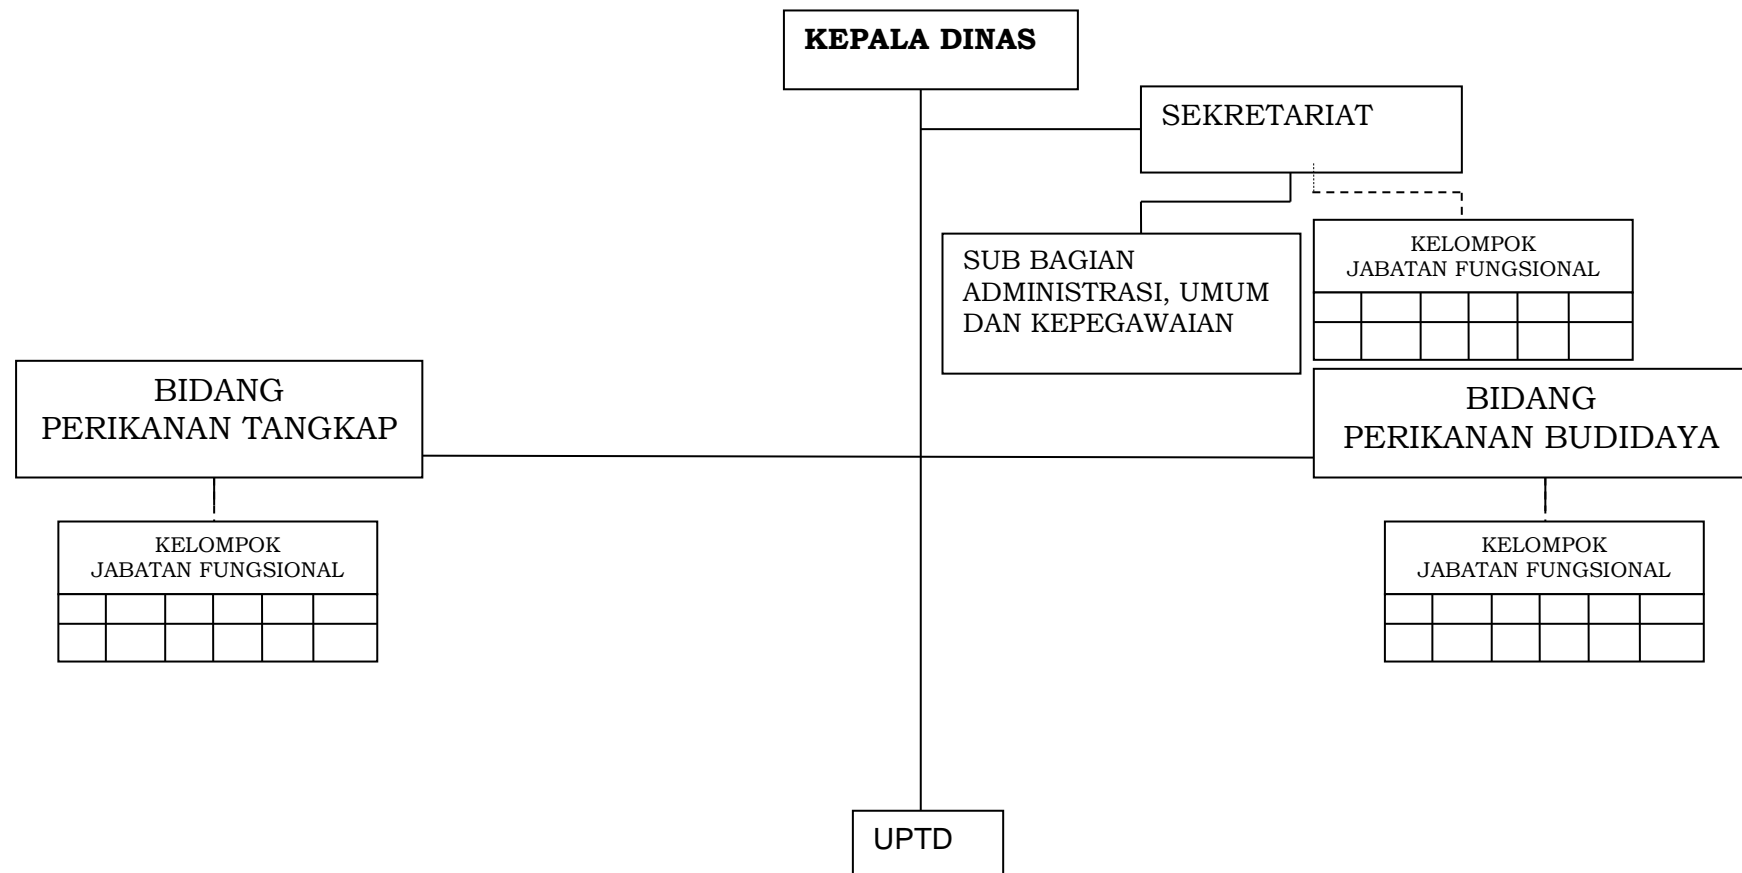 KEPALA DINAS
SEKRETARIAT
SUB BAGIAN
ADMINISTRASI, UMUM
DAN KEPEGAWAIAN
KELOMPOK
JABATAN FUNGSIONAL
BIDANG
PERIKANAN TANGKAP
BIDANG
PERIKANAN BUDIDAYA
KELOMPOK
JABATAN FUNGSIONAL
KELOMPOK
JABATAN FUNGSIONAL
UPTD